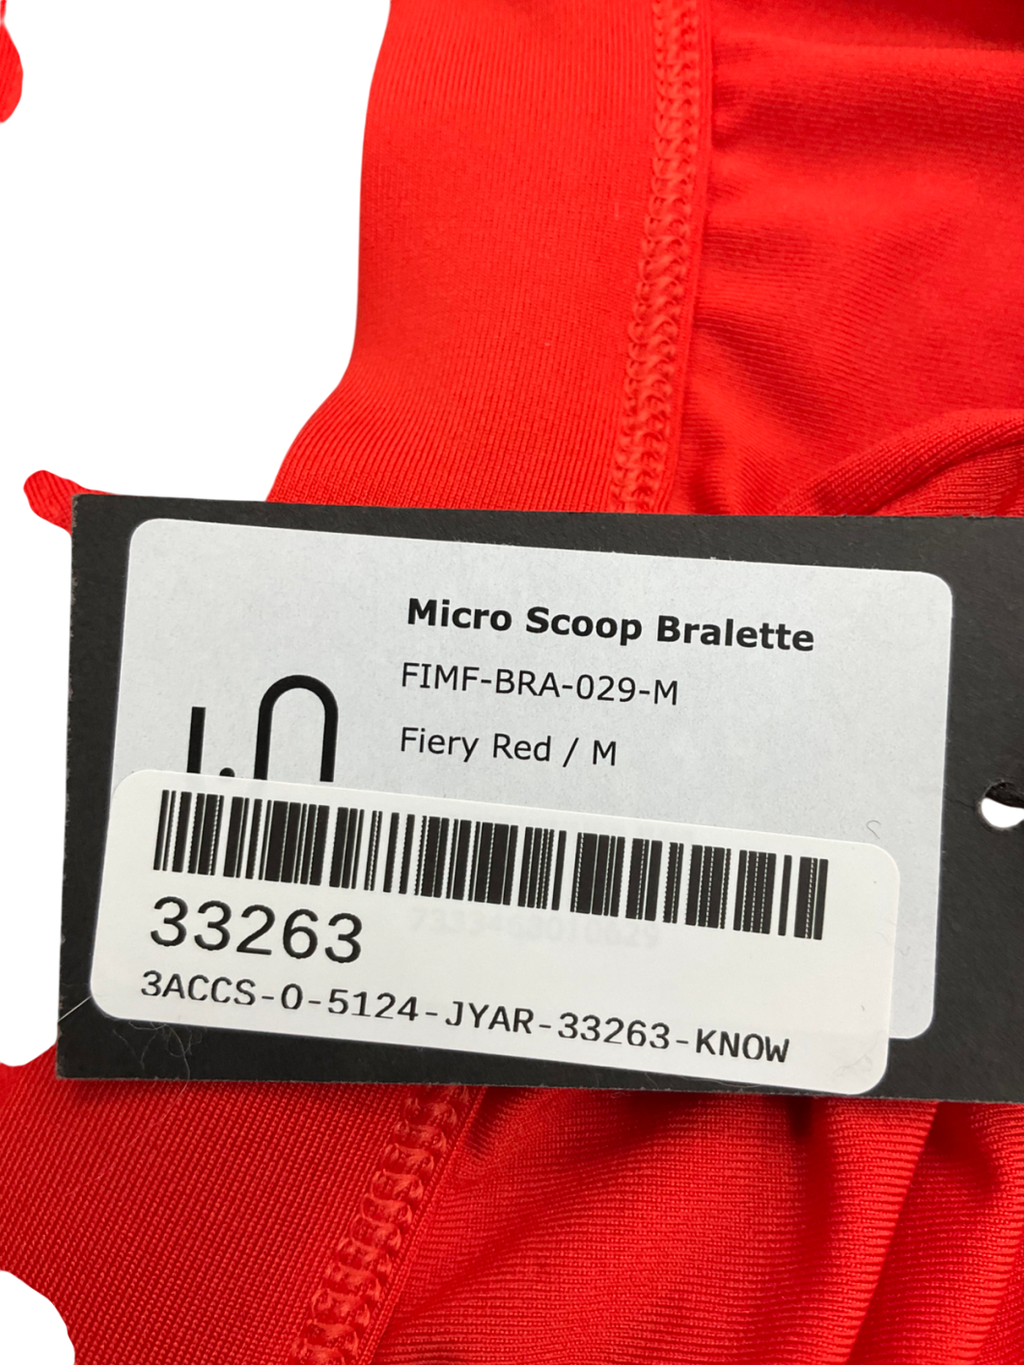 Micro Scoop Bralette
FIMF-BRA-029-M
Fiery Red / M
33263
3ACCS-0-5124-JYAR-33263-KNOW